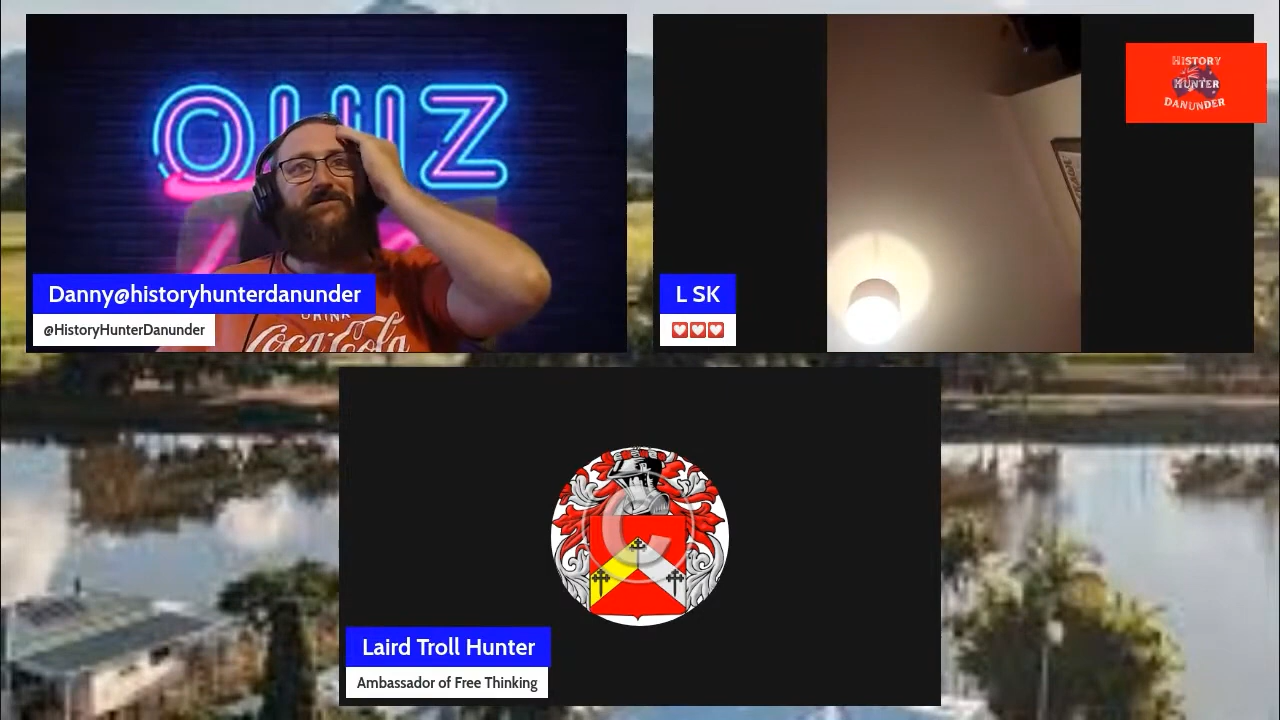 QUIZ
HISTORY
HUNTER
DANUNDER
DRINK
Coca-Cola
Danny@historyhunterdanunder
@HistoryHunterDanunder
L SK
C
Laird Troll Hunter
Ambassador of Free Thinking